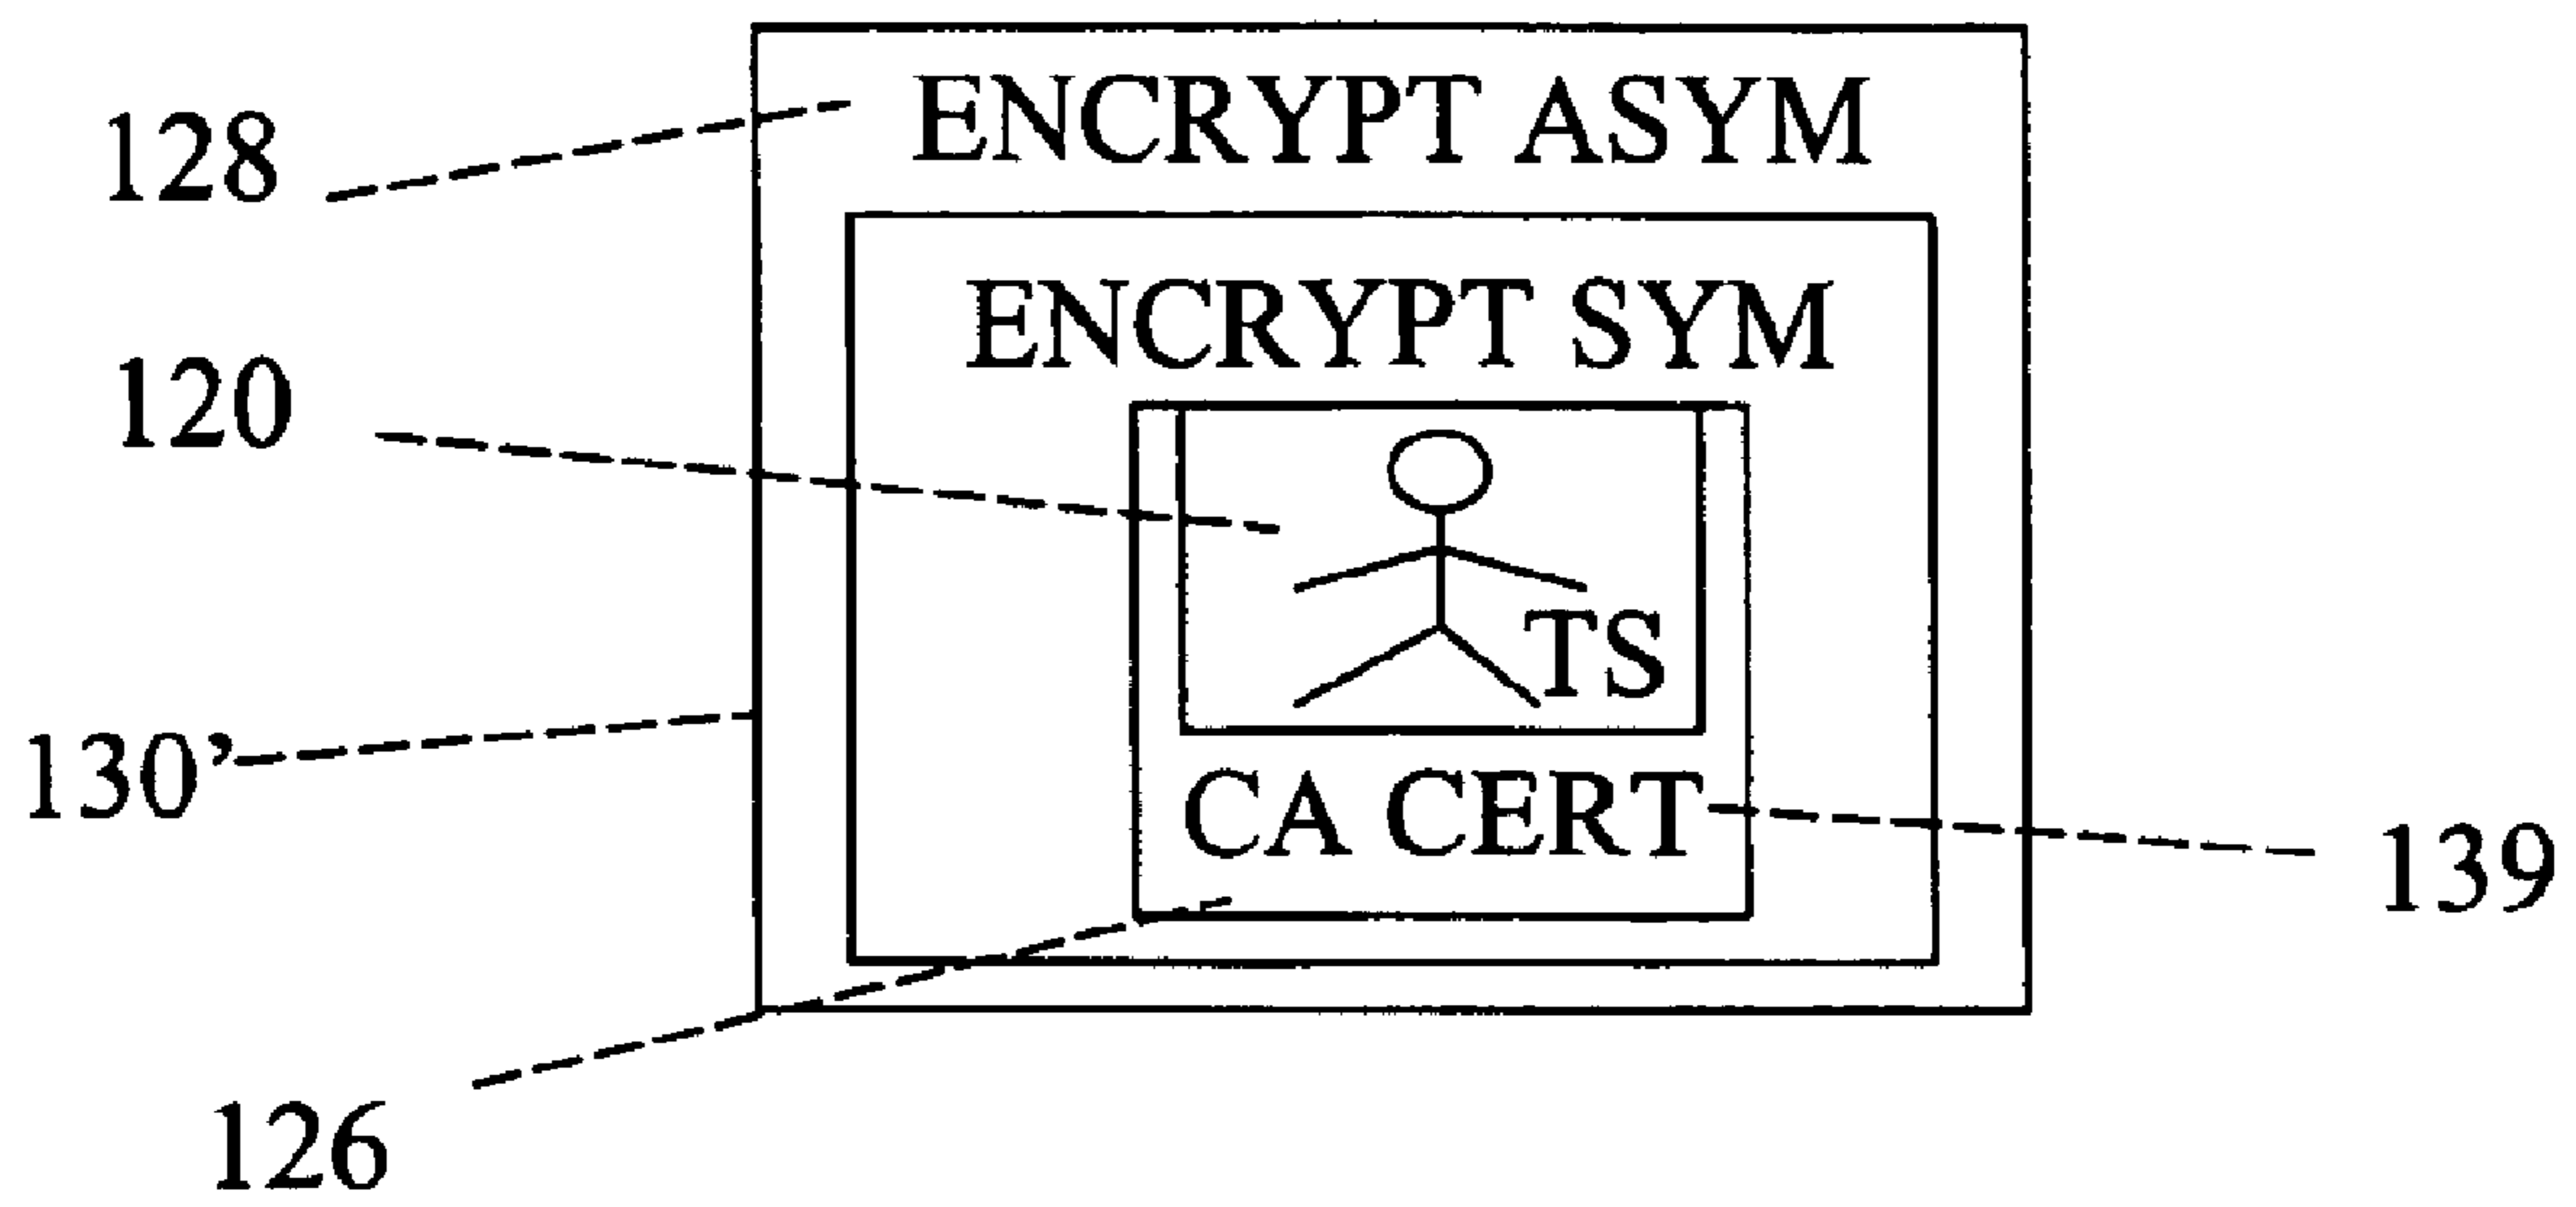 ENCRYPT ASYM
128
ENCRYPT SYM
120
TS
130’
CA CERT
139
126